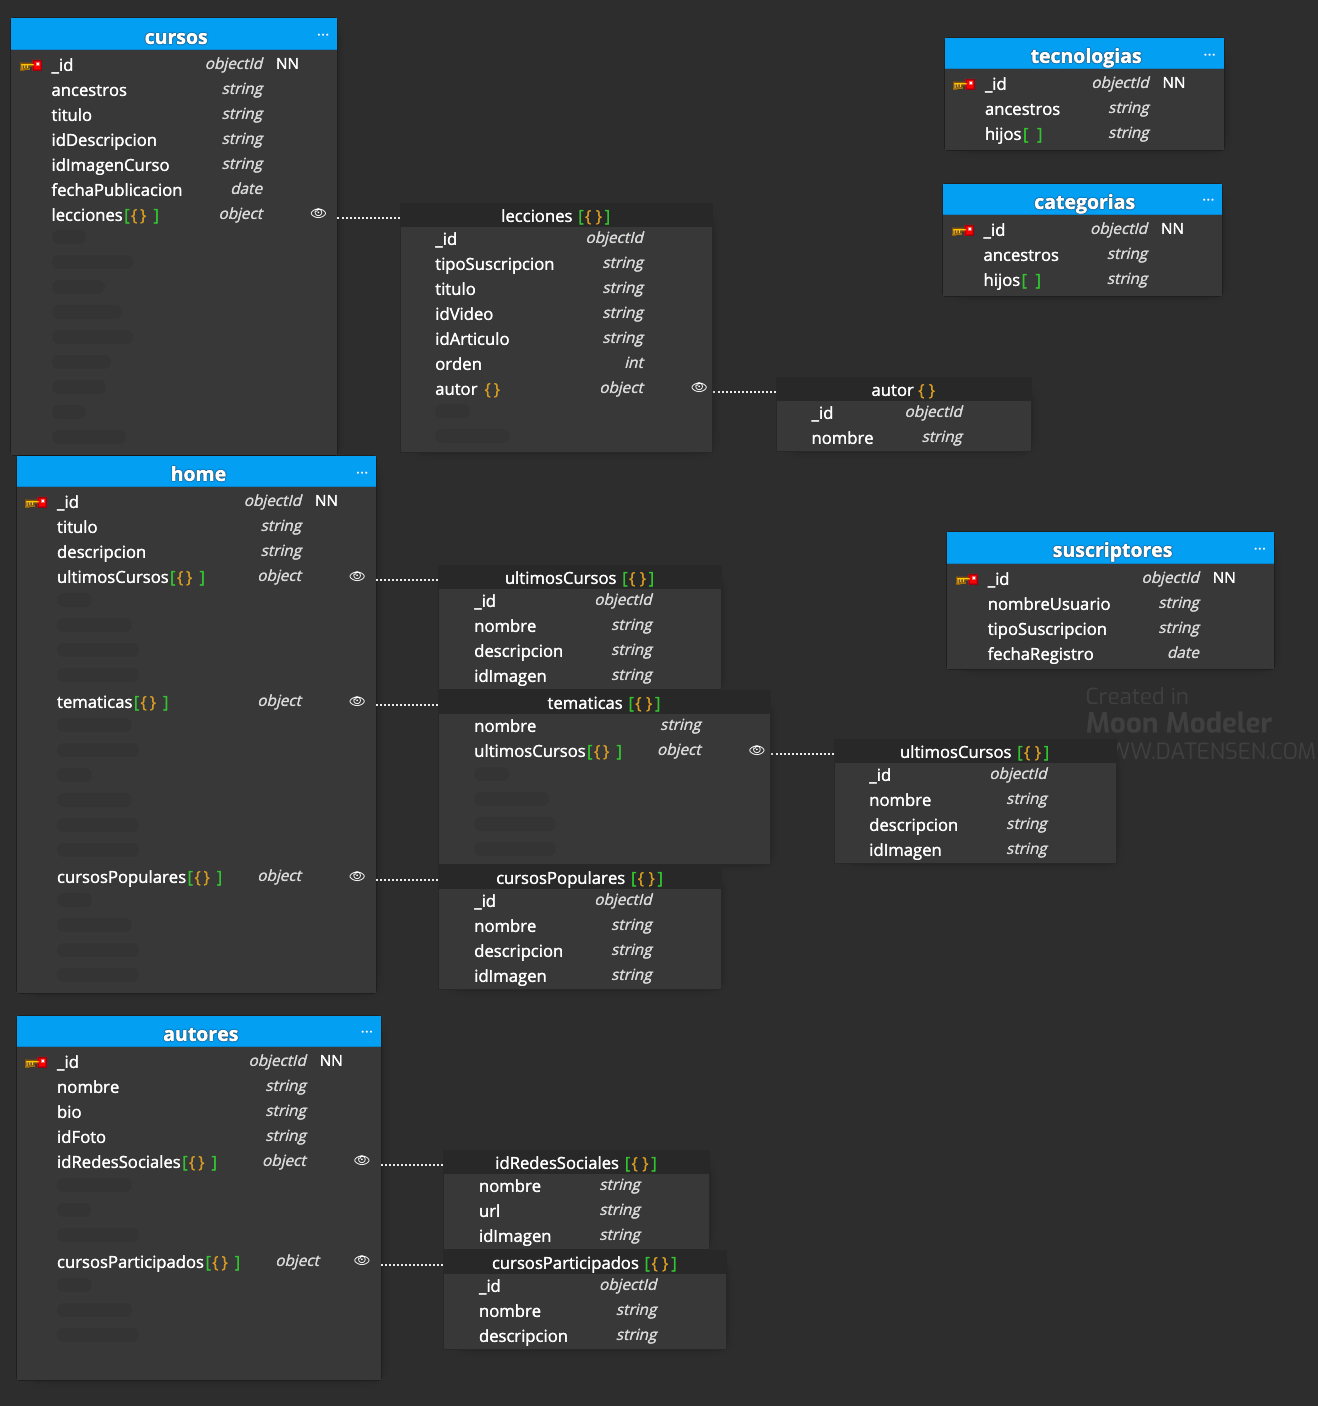 cursos ...
_id objectId NN
ancestros string
titulo string
idDescripcion string
idImagenCurso string
fechaPublicacion date
lecciones[{} ] object
lecciones [{ }]
_id objectId
tipoSuscripcion string
titulo string
idVideo string
idArticulo string
orden int
autor {} object
autor { }
_id objectId
nombre string
tecnologias ...
_id objectId NN
ancestros string
hijos[ ] string
categorias ...
_id objectId NN
ancestros string
hijos[ ] string
home ...
_id objectId NN
titulo string
descripcion string
ultimosCursos[{} ] object
tematicas[{} ] object
cursosPopulares[{} ] object
ultimosCursos [{ }]
_id objectId
nombre string
descripcion string
idImagen string
tematicas [{ }]
nombre string
ultimosCursos[{} ] object
ultimosCursos [{ }]
_id objectId
nombre string
descripcion string
idImagen string
cursosPopulares [{ }]
_id objectId
nombre string
descripcion string
idImagen string
suscriptores ...
_id objectId NN
nombreUsuario string
tipoSuscripcion string
fechaRegistro date
Created in
Moon Modeler
WWW.DATENSEN.COM
autores ...
_id objectId NN
nombre string
bio string
idFoto string
idRedesSociales[{} ] object
cursosParticipados[{} ] object
idRedesSociales [{ }]
nombre string
url string
idImagen string
cursosParticipados [{ }]
_id objectId
nombre string
descripcion string